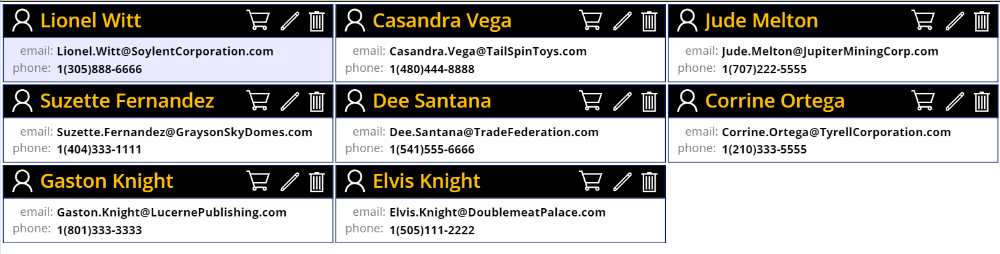 Lionel Witt
email: Lionel.Witt@SoylentCorporation.com
phone: 1(305)888-6666
Casandra Vega
email: Casandra.Vega@TailSpinToys.com
phone: 1(480)444-8888
Jude Melton
email: Jude.Melton@JupiterMiningCorp.com
phone: 1(707)222-5555
Suzette Fernandez
email: Suzette.Fernandez@GraysonSkyDomes.com
phone: 1(404)333-1111
Dee Santana
email: Dee.Santana@TradeFederation.com
phone: 1(541)555-6666
Corrine Ortega
email: Corrine.Ortega@TyrellCorporation.com
phone: 1(210)333-5555
Gaston Knight
email: Gaston.Knight@LucernePublishing.com
phone: 1(801)333-3333
Elvis Knight
email: Elvis.Knight@DoublemeatPalace.com
phone: 1(505)111-2222